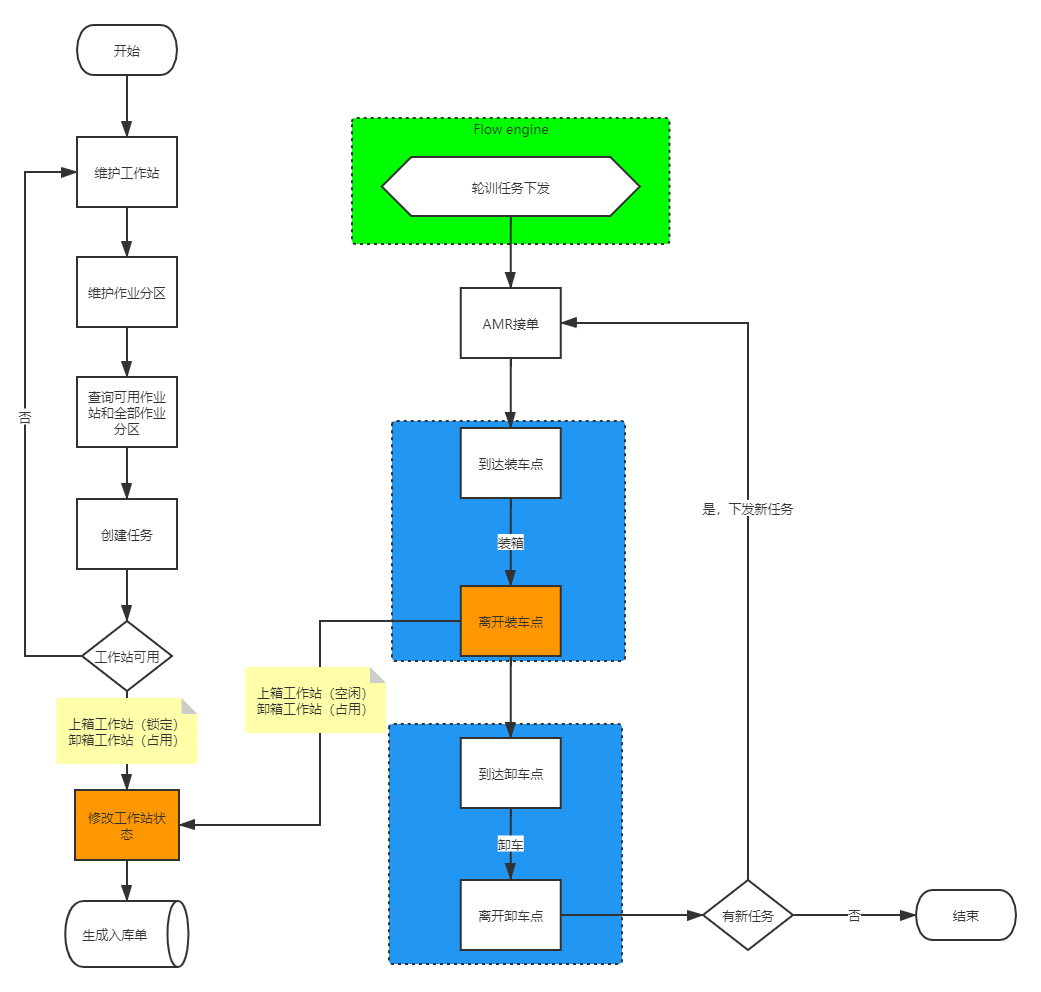 开始
维护工作站
维护作业分区
查询可用作业
站和全部作业
分区
创建任务
否
工作站可用
上箱工作站（锁定）
卸箱工作站（占用）
修改工作站状
态
生成入库单
Flow engine
轮训任务下发
AMR接单
到达装车点
装箱
离开装车点
上箱工作站（空闲）
卸箱工作站（占用）
到达卸车点
卸车
离开卸车点
是，下发新任务
有新任务
否
结束